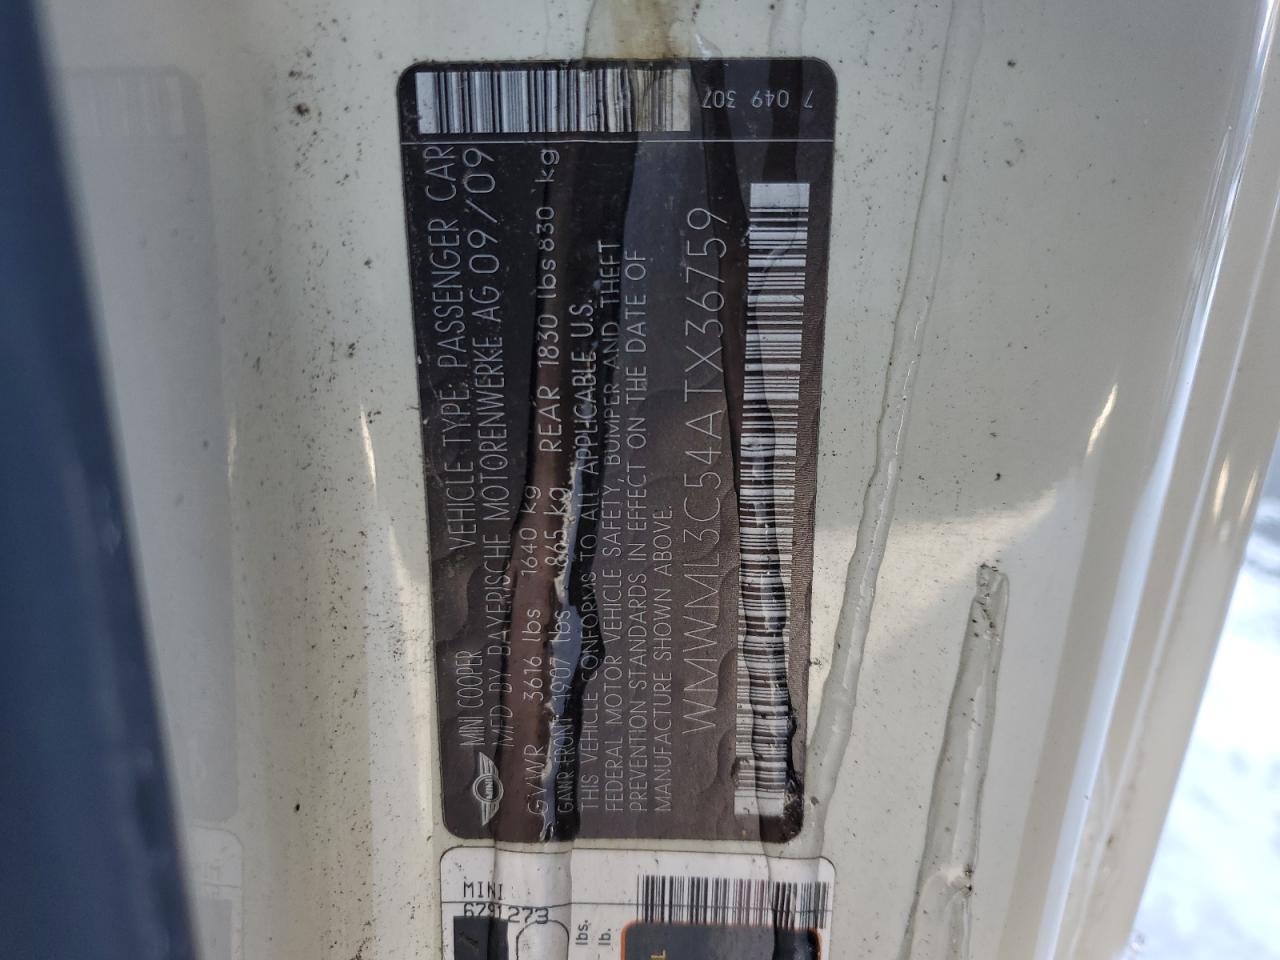 7 049 307
MINI COOPER VEHICLE TYPE: PASSENGER CAR
MFD BY BAYERISCHE MOTORENWERKE AG 09/09
GVWR 3616 lbs 1640 kg
GAWR FRONT 1907 lbs 865 kg REAR 1830 lbs 830 kg
THIS VEHICLE CONFORMS TO ALL APPLICABLE U.S.
FEDERAL MOTOR VEHICLE SAFETY, BUMPER AND THEFT
PREVENTION STANDARDS IN EFFECT ON THE DATE OF
MANUFACTURE SHOWN ABOVE.
WMWML3C54ATX36759
MINI
6791273
lbs.
lb.